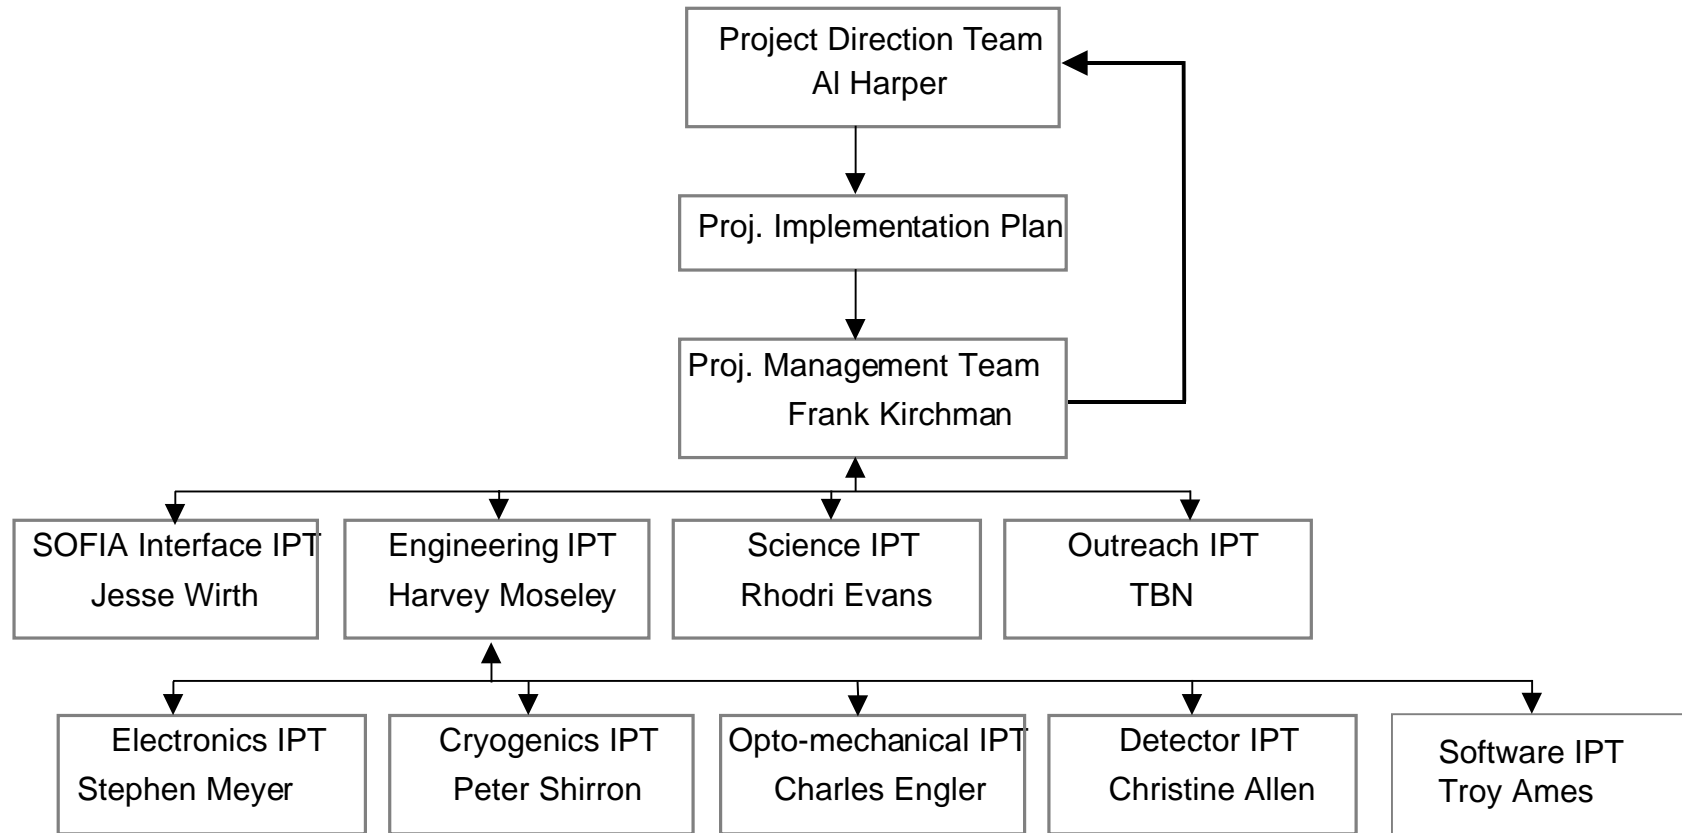 Project Direction Team
Al Harper
Proj. Implementation Plan
Proj. Management Team
Frank Kirchman
SOFIA Interface IPT
Jesse Wirth
Engineering IPT
Harvey Moseley
Science IPT
Rhodri Evans
Outreach IPT
TBN
Electronics IPT
Stephen Meyer
Cryogenics IPT
Peter Shirron
Opto-mechanical IPT
Charles Engler
Detector IPT
Christine Allen
Software IPT
Troy Ames